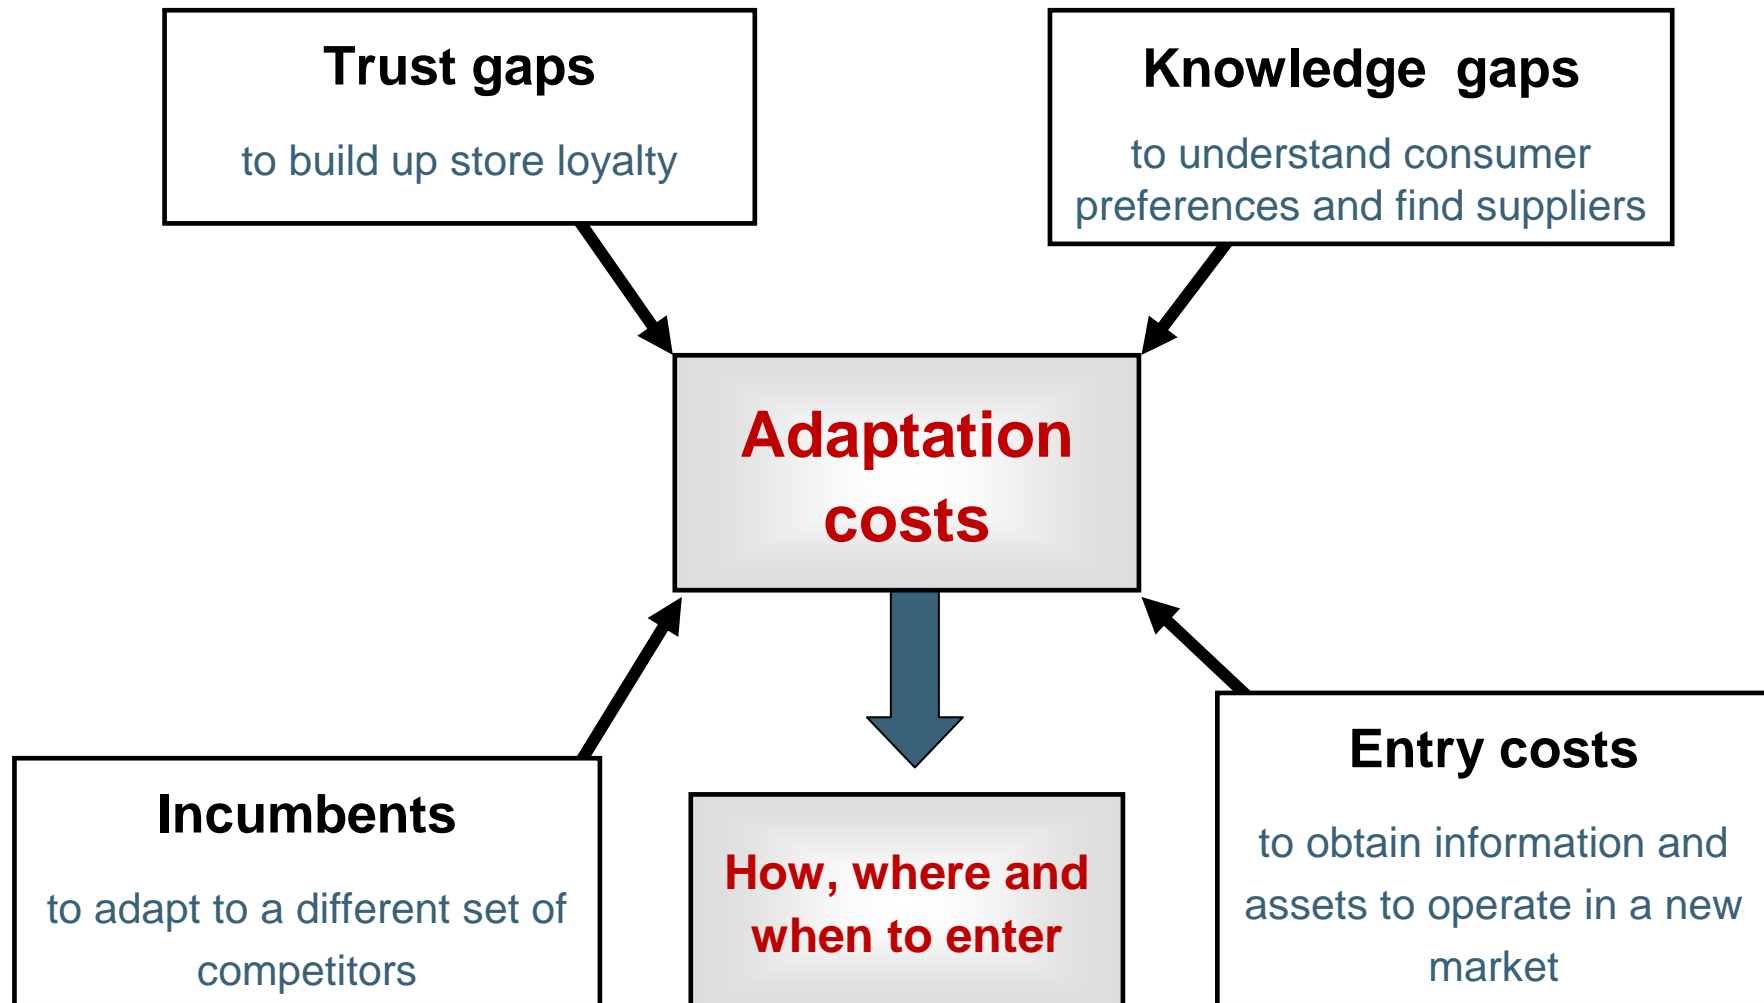 Trust gaps
to build up store loyalty
Knowledge  gaps
to understand consumer
preferences and find suppliers
Adaptation
costs
Incumbents
to adapt to a different set of
competitors
How, where and
when to enter
Entry costs
to obtain information and
assets to operate in a new
market